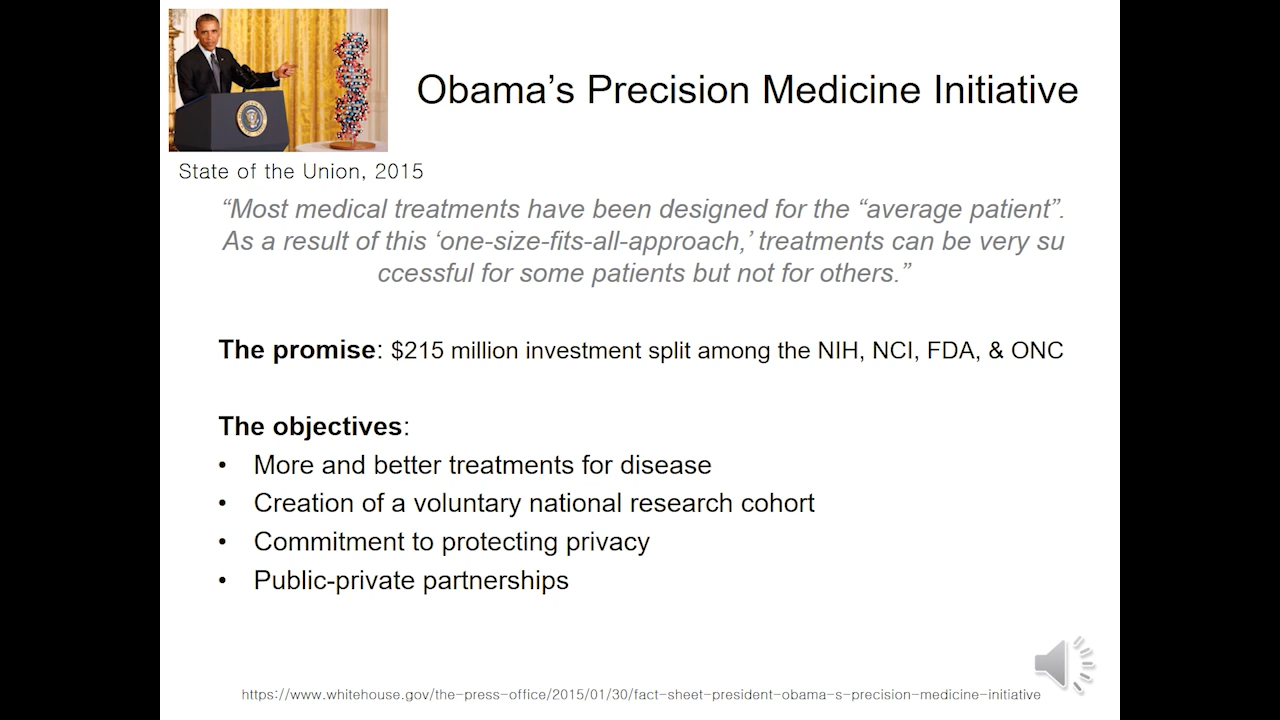 Obama’s Precision Medicine Initiative
State of the Union, 2015
“Most medical treatments have been designed for the “average patient”.
As a result of this ‘one-size-fits-all-approach,’ treatments can be very su
ccessful for some patients but not for others.”
The promise: $215 million investment split among the NIH, NCI, FDA, & ONC
The objectives:
• More and better treatments for disease
• Creation of a voluntary national research cohort
• Commitment to protecting privacy
• Public-private partnerships
https://www.whitehouse.gov/the-press-office/2015/01/30/fact-sheet-president-obama-s-precision-medicine-initiative